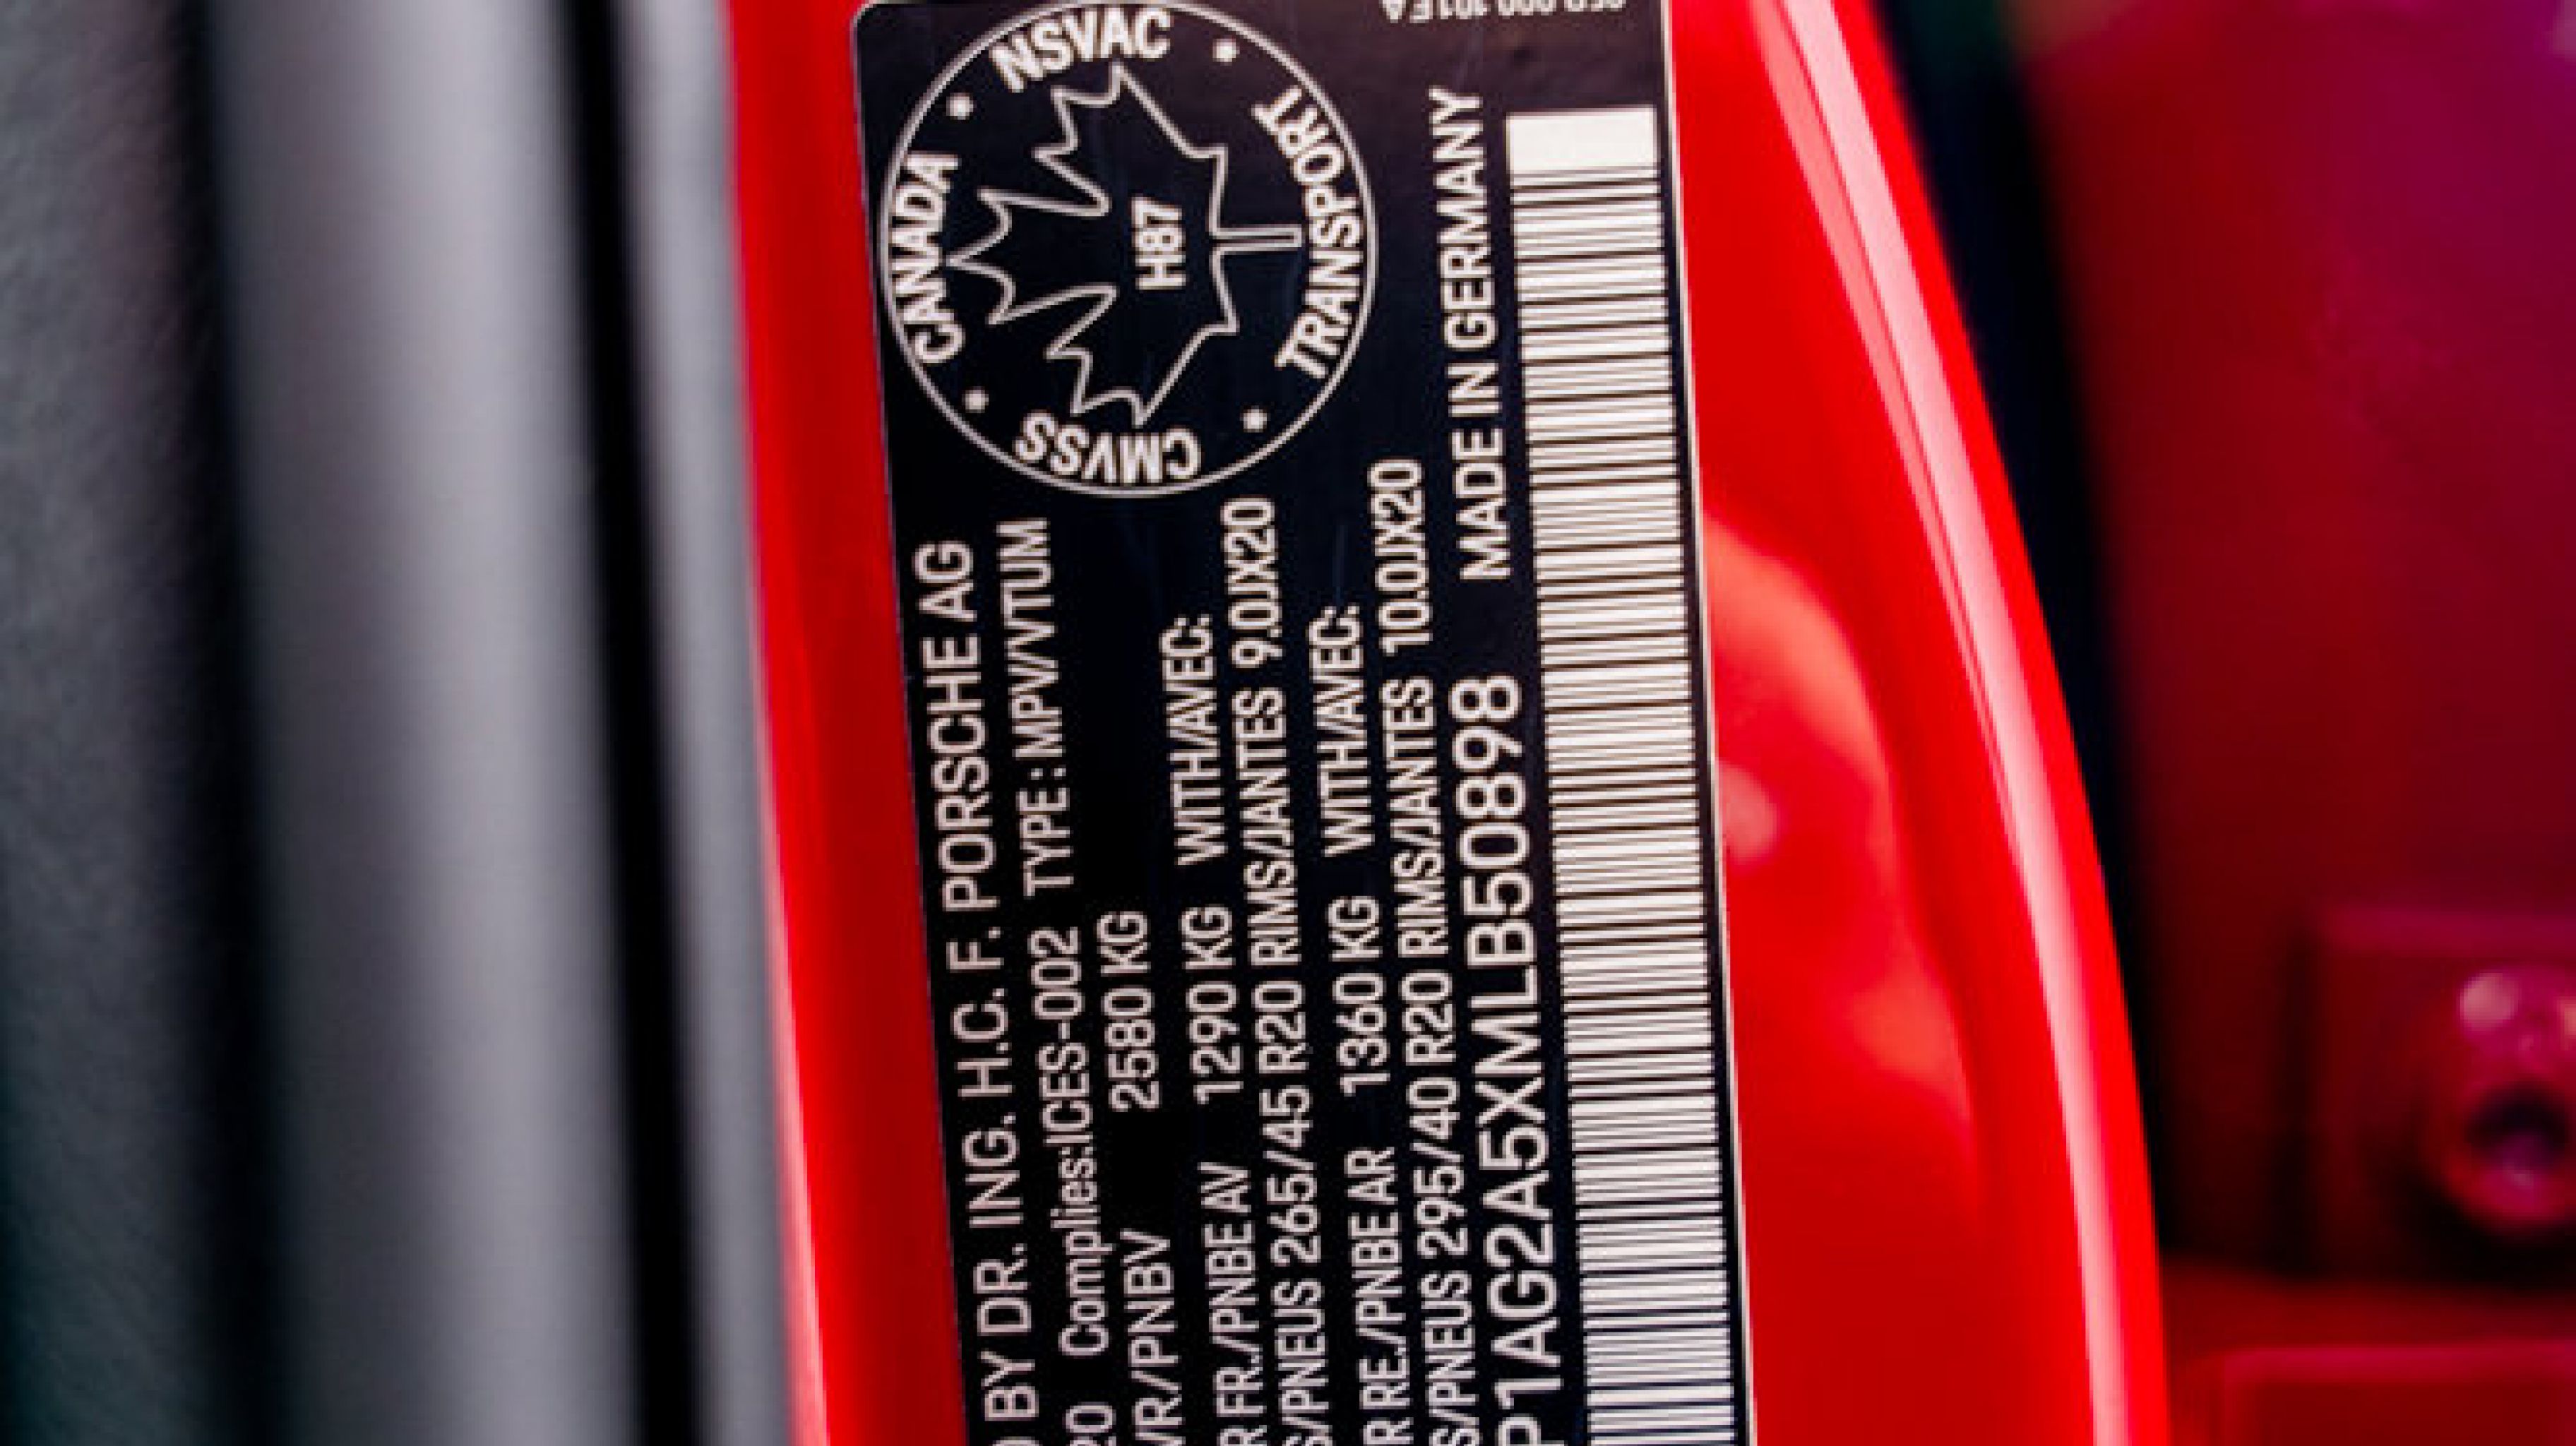 BY DR. ING. H.C. F. PORSCHE AG
20 Complies:ICES-002 TYPE: MPV/VTUM
VR/PNBV 2580 KG
R FR./PNBE AV 1290 KG WITH/AVEC:
S/PNEUS 265/45 R20 RIMS/JANTES 9.0JX20
R RE./PNBE AR 1360 KG WITH/AVEC:
S/PNEUS 295/40 R20 RIMS/JANTES 10.0JX20
P1AG2A5XMLB50898 MADE IN GERMANY
CMVSS • CANADA • NSVAC • TRANSPORT •
H87